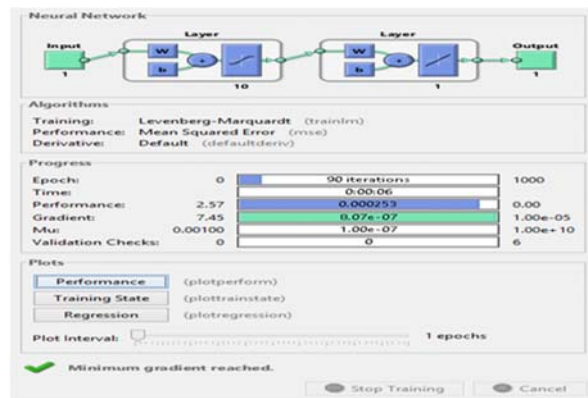 Neural Network
Layer Layer
Input Output
W W
b b
1 10 1 1
Algorithms
Training: Levenberg-Marquardt (trainlm)
Performance: Mean Squared Error (mse)
Derivative: Default (defaultderiv)
Progress
Epoch: 0 90 iterations 1000
Time: 0:00:06
Performance: 2.57 0.000253 0.00
Gradient: 7.45 8.07e-07 1.00e-05
Mu: 0.00100 1.00e-07 1.00e+10
Validation Checks: 0 0 6
Plots
Performance (plotperform)
Training State (plottrainstate)
Regression (plotregression)
Plot Interval: 1 epochs
Minimum gradient reached.
Stop Training Cancel